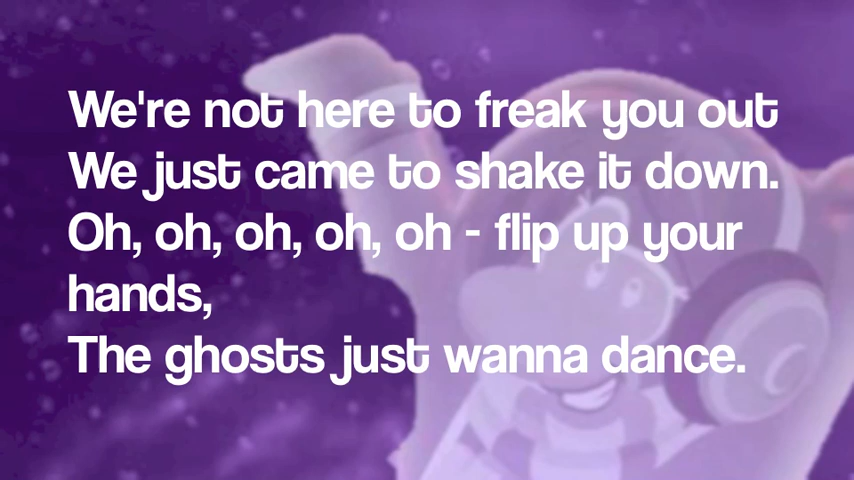 We're not here to freak you out
We just came to shake it down.
Oh, oh, oh, oh, oh - flip up your
hands,
The ghosts just wanna dance.